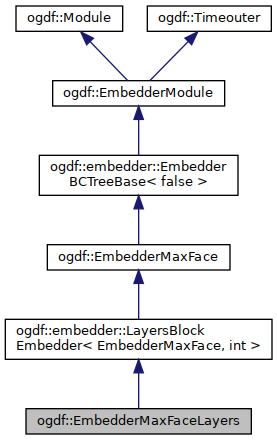 ogdf::Module
ogdf::Timeouter
ogdf::EmbedderModule
ogdf::embedder::Embedder
BCTreeBase< false >
ogdf::EmbedderMaxFace
ogdf::embedder::LayersBlock
Embedder< EmbedderMaxFace, int >
ogdf::EmbedderMaxFaceLayers